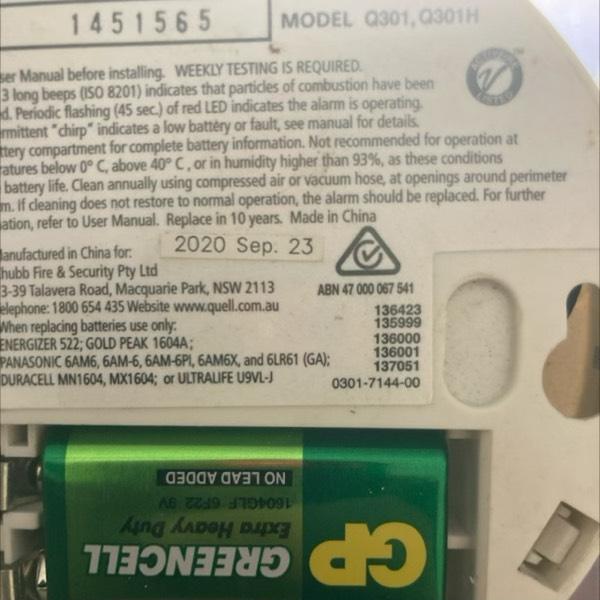 1451565
MODEL Q301, Q301H
ser Manual before installing. WEEKLY TESTING IS REQUIRED.
3 long beeps (ISO 8201) indicates that particles of combustion have been
d. Periodic flashing (45 sec.) of red LED indicates the alarm is operating.
rmittent "chirp" indicates a low battery or fault, see manual for details.
ttery compartment for complete battery information. Not recommended for operation at
ratures below 0° C, above 40° C, or in humidity higher than 93%, as these conditions
battery life. Clean annually using compressed air or vacuum hose, at openings around perimeter
m. If cleaning does not restore to normal operation, the alarm should be replaced. For further
ation, refer to User Manual. Replace in 10 years. Made in China
Manufactured in China for:
2020 Sep. 23
hubb Fire & Security Pty Ltd
3-39 Talavera Road, Macquarie Park, NSW 2113
ABN 47 000 067 541
elephone: 1800 654 435 Website www.quell.com.au
When replacing batteries use only:
ENERGIZER 522; GOLD PEAK 1604A;
PANASONIC 6AM6, 6AM-6, 6AM-6PI, 6AM6X, and 6LR61 (GA);
DURACELL MN1604, MX1604; or ULTRALIFE U9VL-J
136423
135999
136000
136001
137051
0301-7144-00
GP
GREENCELL
Extra Heavy Duty
1604GLF 6F22 9V
NO LEAD ADDED